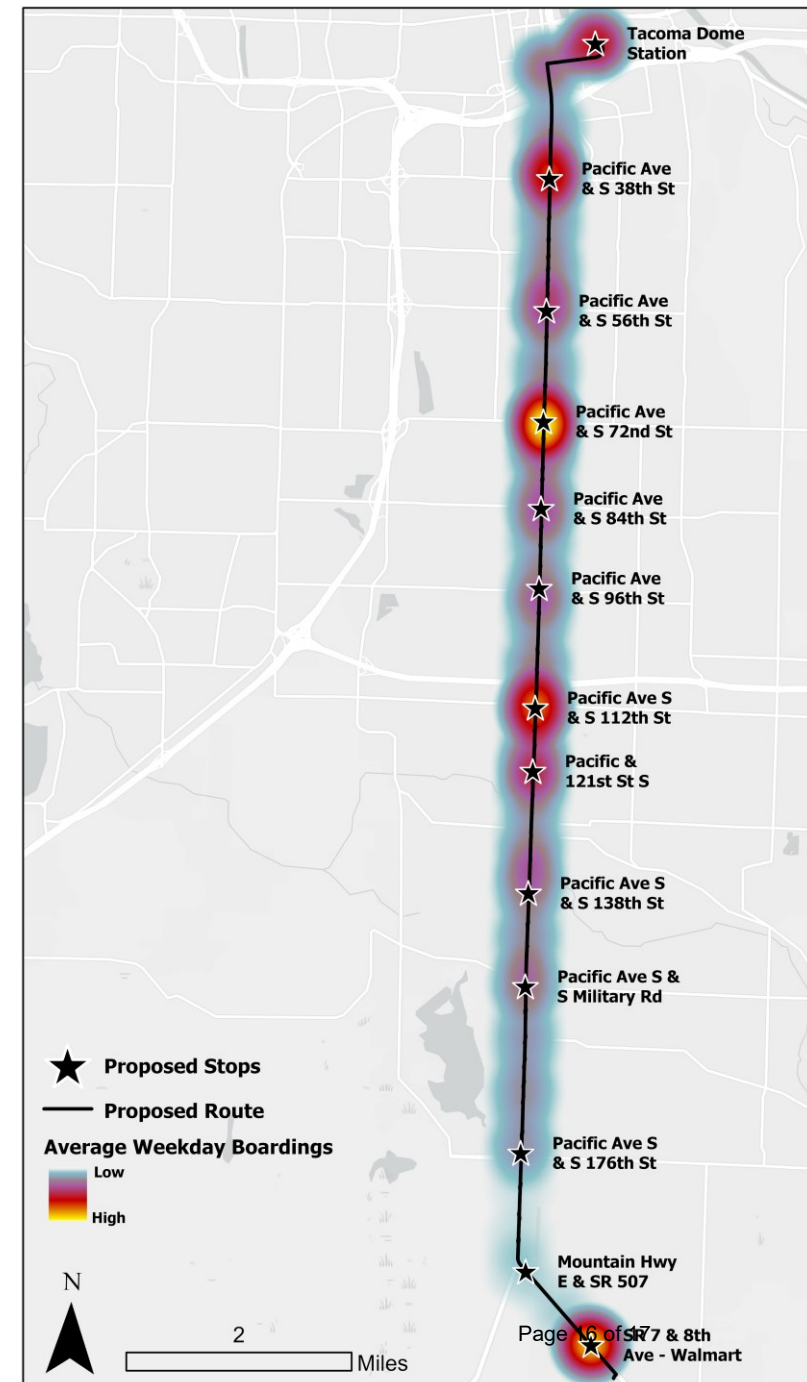 Tacoma Dome
Station
Pacific Ave
& S 38th St
Pacific Ave
& S 56th St
Pacific Ave
& S 72nd St
Pacific Ave
& S 84th St
Pacific Ave
& S 96th St
Pacific Ave S
& S 112th St
Pacific &
121st St S
Pacific Ave S
& S 138th St
Pacific Ave S &
S Military Rd
Pacific Ave S
& S 176th St
Mountain Hwy
E & SR 507
SR 7 & 8th
Ave - Walmart
Page 16 of 17
Proposed Stops
Proposed Route
Average Weekday Boardings
Low
High
N
2
Miles